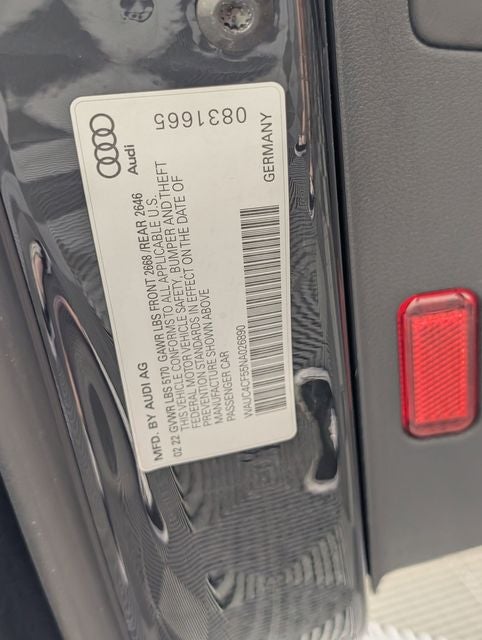 Audi
0831665
MFD. BY AUDI AG
02 22 GVWR LBS 5170 GAWR LBS FRONT 2668 /REAR 2646
THIS VEHICLE CONFORMS TO ALL APPLICABLE U.S.
FEDERAL MOTOR VEHICLE SAFETY, BUMPER AND THEFT
PREVENTION STANDARDS IN EFFECT ON THE DATE OF
MANUFACTURE SHOWN ABOVE
PASSENGER CAR
WAUC4CF55NA026890
GERMANY